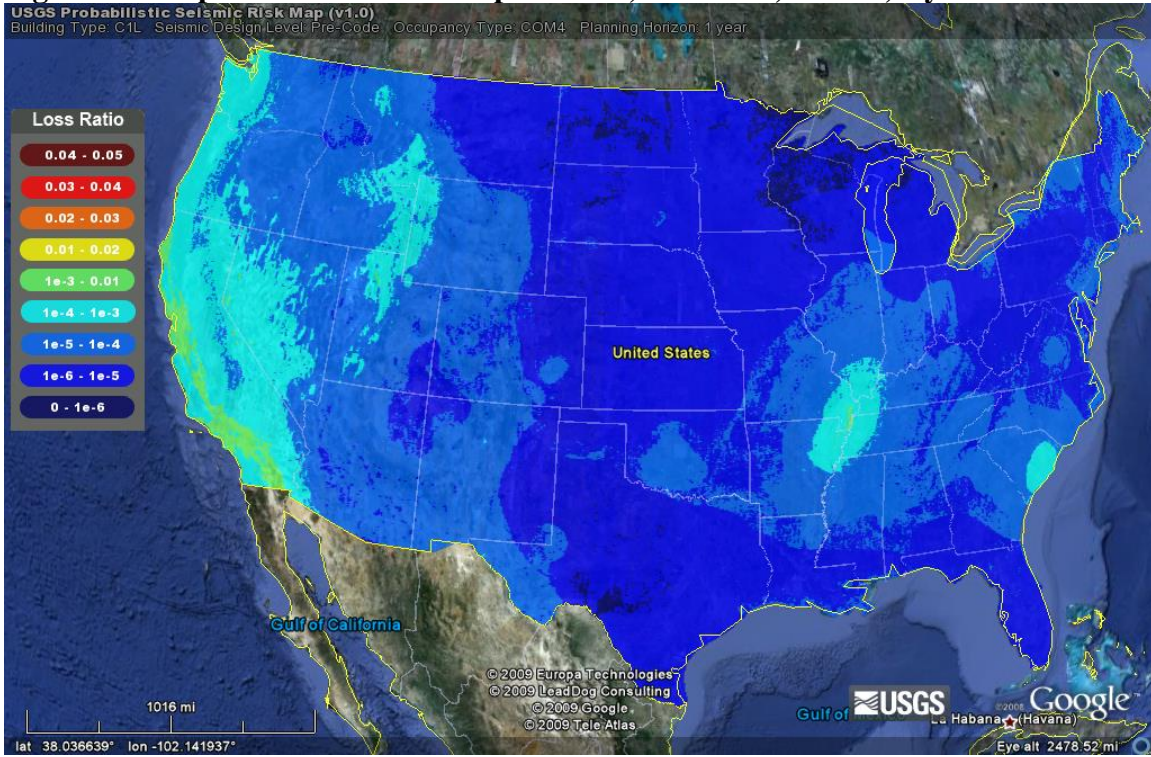 USGS Probabilistic Seismic Risk Map (v1.0)
Building Type: C1L Seismic Design Level: Pre-Code Occupancy Type: COM4 Planning Horizon: 1 year
Loss Ratio
0.04 - 0.05
0.03 - 0.04
0.02 - 0.03
0.01 - 0.02
1e-3 - 0.01
1e-4 - 1e-3
1e-5 - 1e-4
1e-6 - 1e-5
0 - 1e-6
United States
Gulf of California
© 2009 Europa Technologies
© 2009 LeadDog Consulting
© 2009 Google
© 2009 Tele Atlas
1016 mi
Gulf of
USGS
©2008 Google™
La Habana (Havana)
lat 38.036639° lon -102.141937°
Eye alt 2478.52 mi